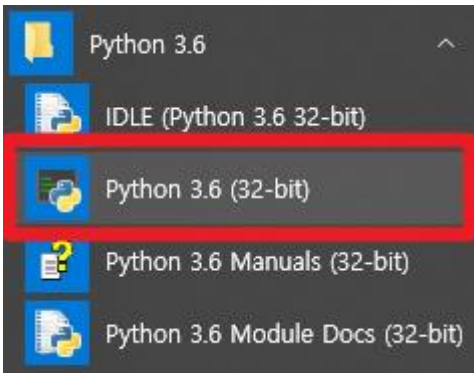 Python 3.6
IDLE (Python 3.6 32-bit)
Python 3.6 (32-bit)
Python 3.6 Manuals (32-bit)
Python 3.6 Module Docs (32-bit)